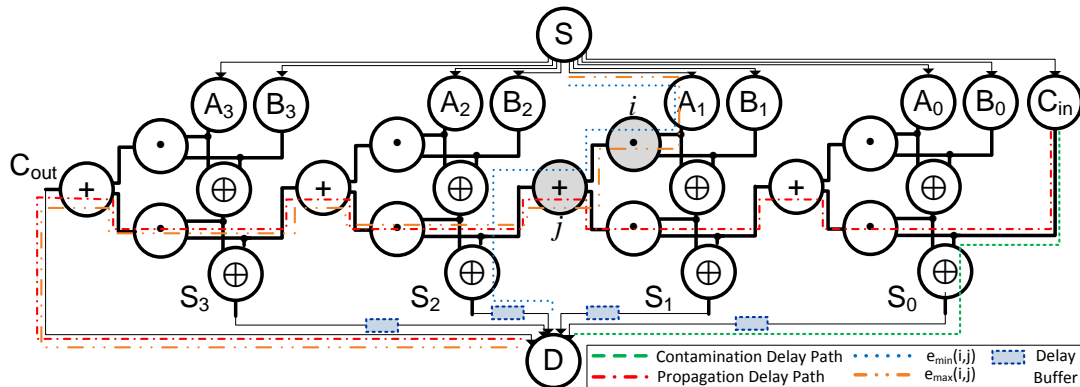 S
A3 B3 A2 B2 A1 B1 A0 B0 Cin
i
Cout
+ + + +
j
S3 S2 S1 S0
D
Contamination Delay Path emin(i,j) Delay
Propagation Delay Path emax(i,j) Buffer